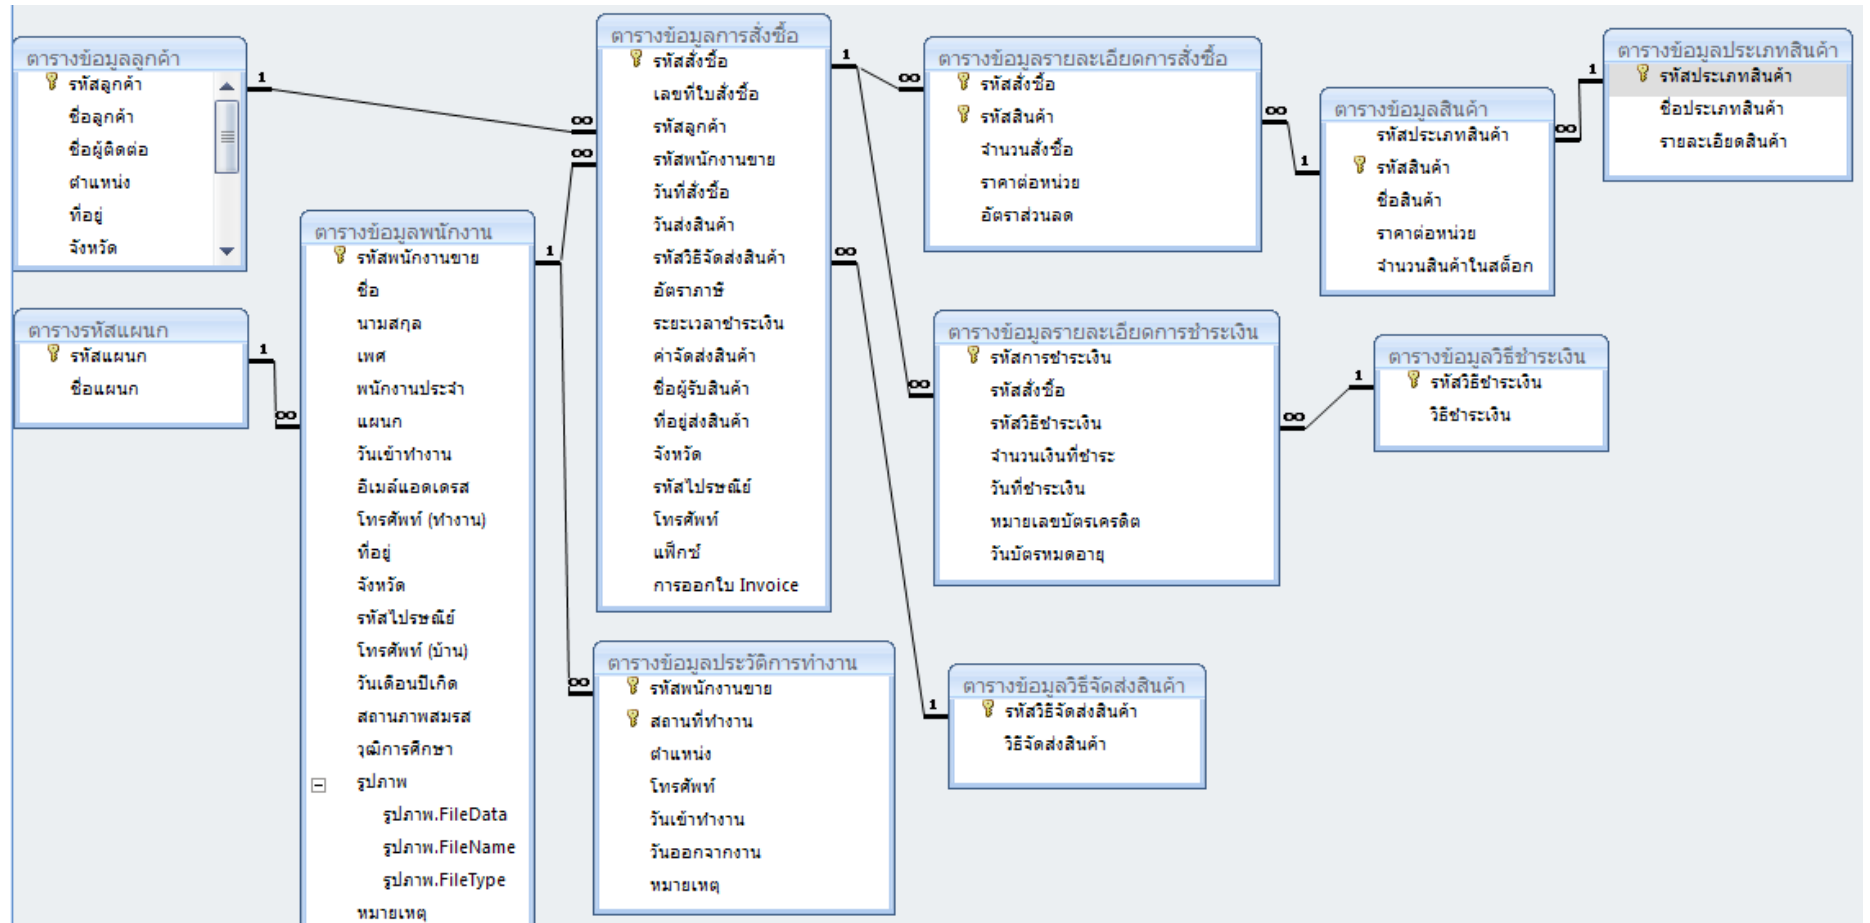 ตารางข้อมูลลูกค้า
รหัสลูกค้า
ชื่อลูกค้า
ชื่อผู้ติดต่อ
ตำแหน่ง
ที่อยู่
จังหวัด
1
∞
ตารางรหัสแผนก
รหัสแผนก
ชื่อแผนก
1
∞
ตารางข้อมูลพนักงาน
รหัสพนักงานขาย
ชื่อ
นามสกุล
เพศ
พนักงานประจำ
แผนก
วันเข้าทำงาน
อีเมล์แอดเดรส
โทรศัพท์ (ทำงาน)
ที่อยู่
จังหวัด
รหัสไปรษณีย์
โทรศัพท์ (บ้าน)
วันเดือนปีเกิด
สถานภาพสมรส
วุฒิการศึกษา
รูปภาพ
รูปภาพ.FileData
รูปภาพ.FileName
รูปภาพ.FileType
หมายเหตุ
1
∞
∞
ตารางข้อมูลการสั่งซื้อ
รหัสสั่งซื้อ
เลขที่ใบสั่งซื้อ
รหัสลูกค้า
รหัสพนักงานขาย
วันที่สั่งซื้อ
วันส่งสินค้า
รหัสวิธีจัดส่งสินค้า
อัตราภาษี
ระยะเวลาชำระเงิน
ค่าจัดส่งสินค้า
ชื่อผู้รับสินค้า
ที่อยู่ส่งสินค้า
จังหวัด
รหัสไปรษณีย์
โทรศัพท์
แฟ็กซ์
การออกใบ Invoice
1
∞
ตารางข้อมูลประวัติการทำงาน
รหัสพนักงานขาย
สถานที่ทำงาน
ตำแหน่ง
โทรศัพท์
วันเข้าทำงาน
วันออกจากงาน
หมายเหตุ
∞
ตารางข้อมูลรายละเอียดการสั่งซื้อ
รหัสสั่งซื้อ
รหัสสินค้า
จำนวนสั่งซื้อ
ราคาต่อหน่วย
อัตราส่วนลด
∞
1
ตารางข้อมูลสินค้า
รหัสประเภทสินค้า
รหัสสินค้า
ชื่อสินค้า
ราคาต่อหน่วย
จำนวนสินค้าในสต็อก
∞
1
ตารางข้อมูลประเภทสินค้า
รหัสประเภทสินค้า
ชื่อประเภทสินค้า
รายละเอียดสินค้า
∞
ตารางข้อมูลรายละเอียดการชำระเงิน
รหัสการชำระเงิน
รหัสสั่งซื้อ
รหัสวิธีชำระเงิน
จำนวนเงินที่ชำระ
วันที่ชำระเงิน
หมายเลขบัตรเครดิต
วันบัตรหมดอายุ
∞
1
ตารางข้อมูลวิธีชำระเงิน
รหัสวิธีชำระเงิน
วิธีชำระเงิน
1
ตารางข้อมูลวิธีจัดส่งสินค้า
รหัสวิธีจัดส่งสินค้า
วิธีจัดส่งสินค้า